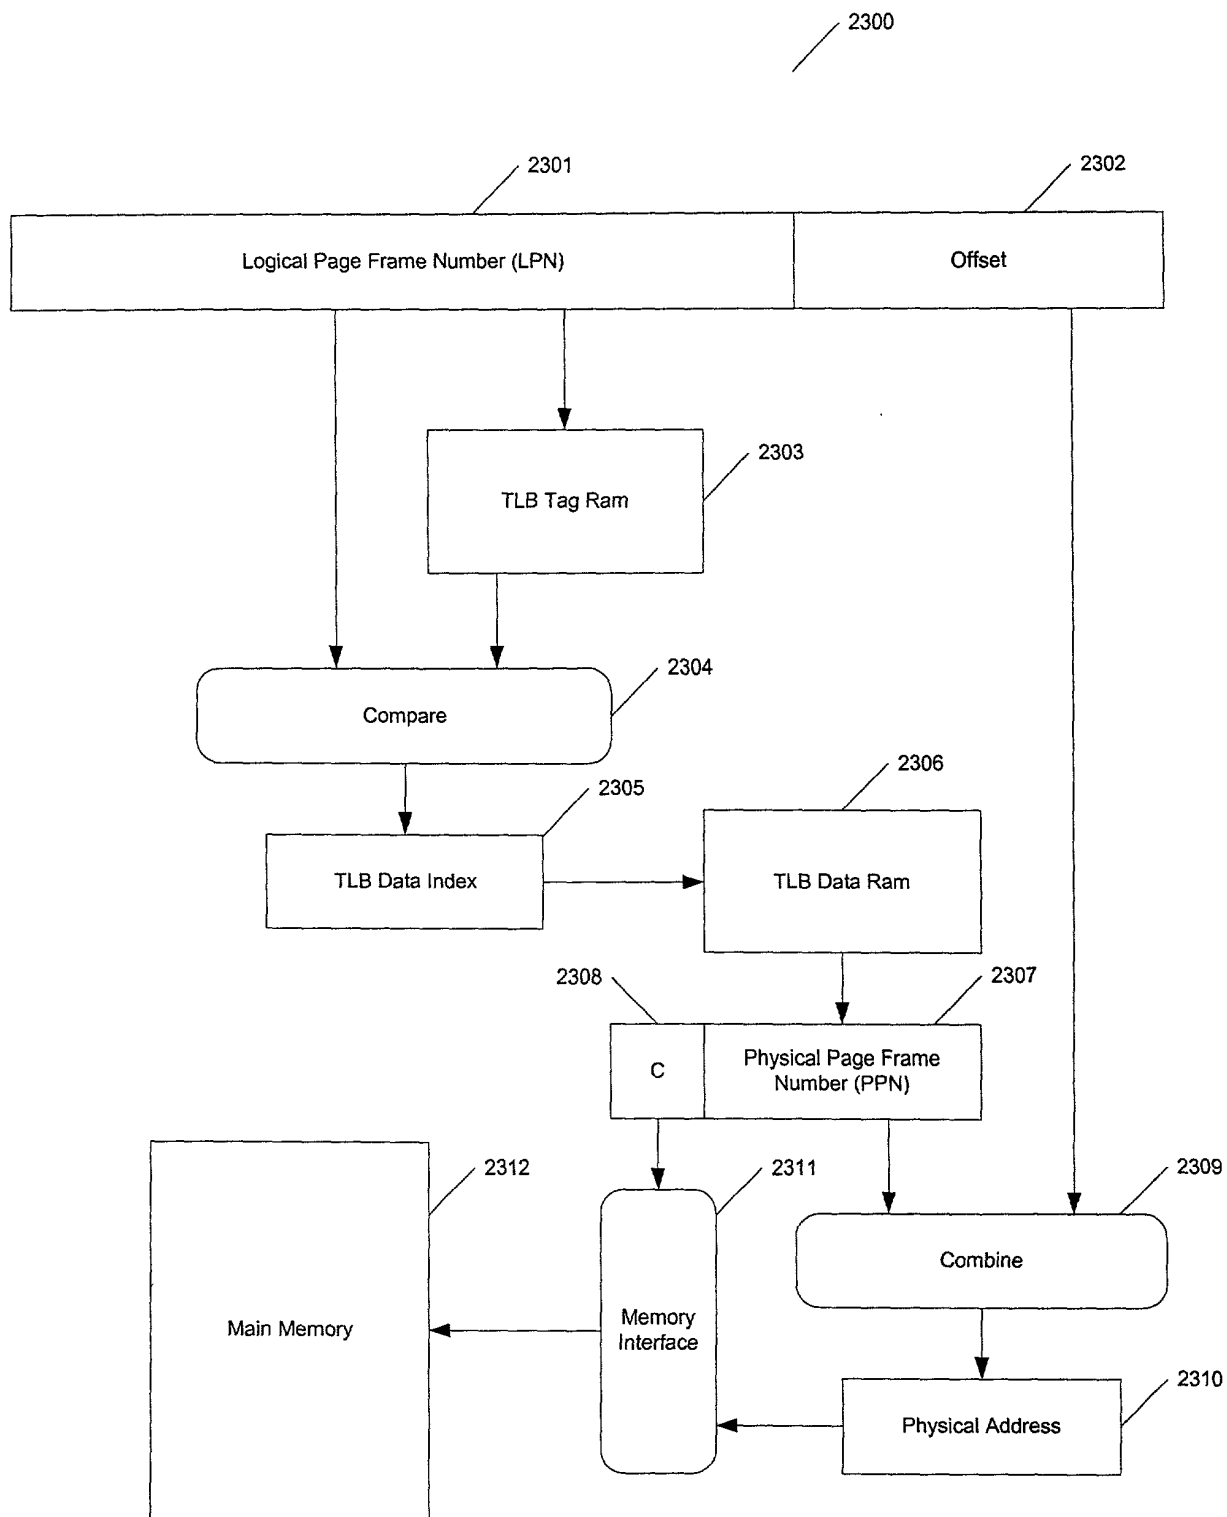 2300
2301
2302
Logical Page Frame Number (LPN)
Offset
2303
TLB Tag Ram
2304
Compare
2305
2306
TLB Data Index
TLB Data Ram
2308
2307
C
Physical Page Frame
Number (PPN)
2312
2311
2309
Combine
Main Memory
Memory
Interface
2310
Physical Address